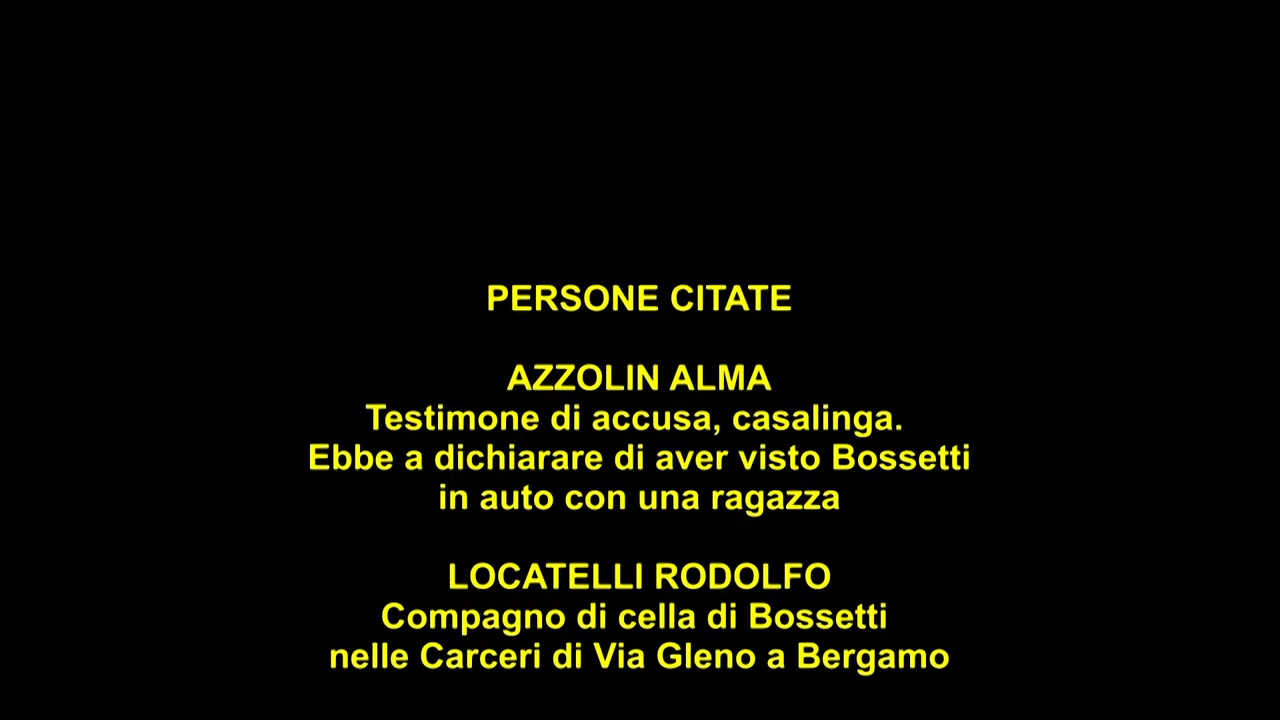 PERSONE CITATE
AZZOLIN ALMA
Testimone di accusa, casalinga.
Ebbe a dichiarare di aver visto Bossetti
in auto con una ragazza
LOCATELLI RODOLFO
Compagno di cella di Bossetti
nelle Carceri di Via Gleno a Bergamo